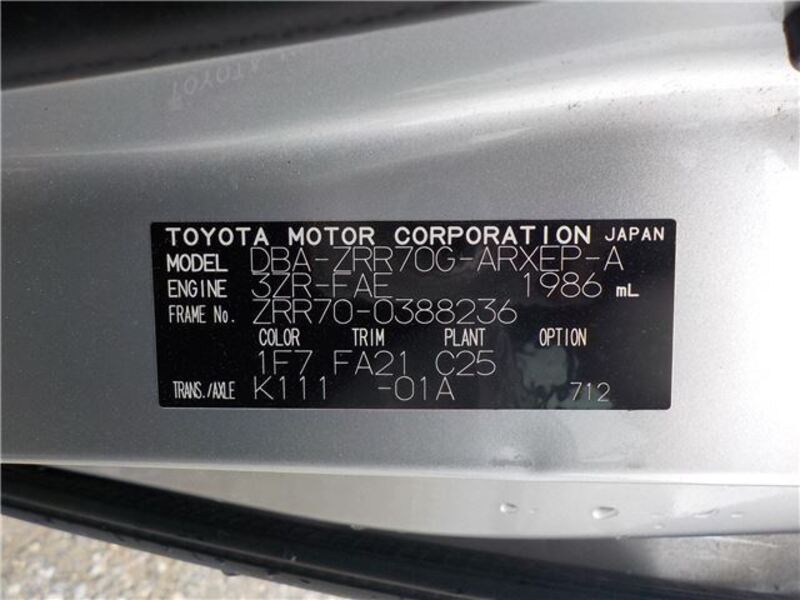 TOYOTA MOTOR CORPORATION JAPAN
MODEL DBA-ZRR70G-ARXEP-A
ENGINE 3ZR-FAE 1986 mL
FRAME No. ZRR70-0388236
COLOR TRIM PLANT OPTION
1F7 FA21 C25
TRANS./AXLE K111 -01A 712